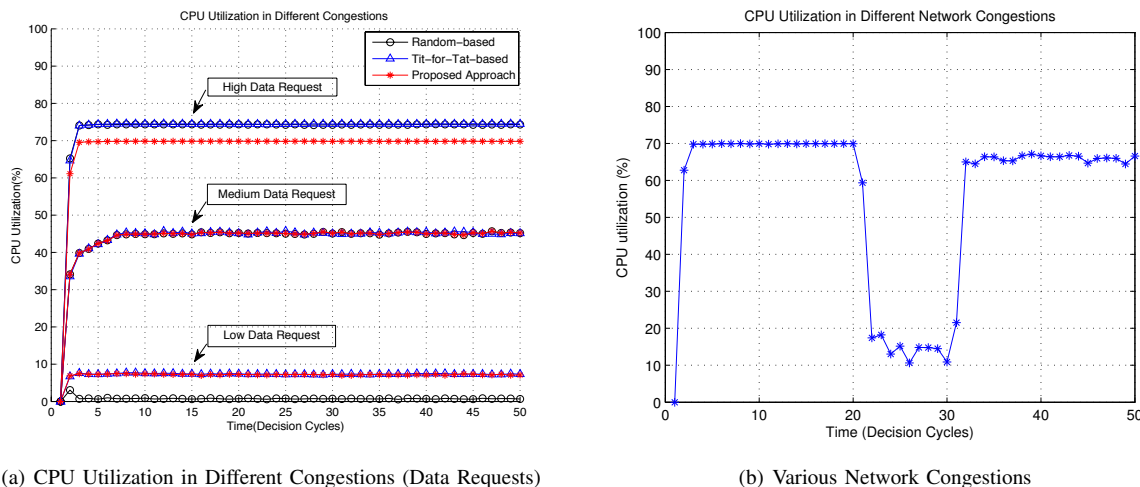 CPU Utilization in Different Congestions
100
90
80
70
60
50
40
30
20
10
0
CPU Utilization(%)
Random-based
Tit-for-Tat-based
Proposed Approach
High Data Request
Medium Data Request
Low Data Request
0 5 10 15 20 25 30 35 40 45 50
Time(Decision Cycles)
(a) CPU Utilization in Different Congestions (Data Requests)
CPU Utilization in Different Network Congestions
100
90
80
70
60
50
40
30
20
10
0
CPU utilization (%)
0 10 20 30 40 50
Time (Decision Cycles)
(b) Various Network Congestions